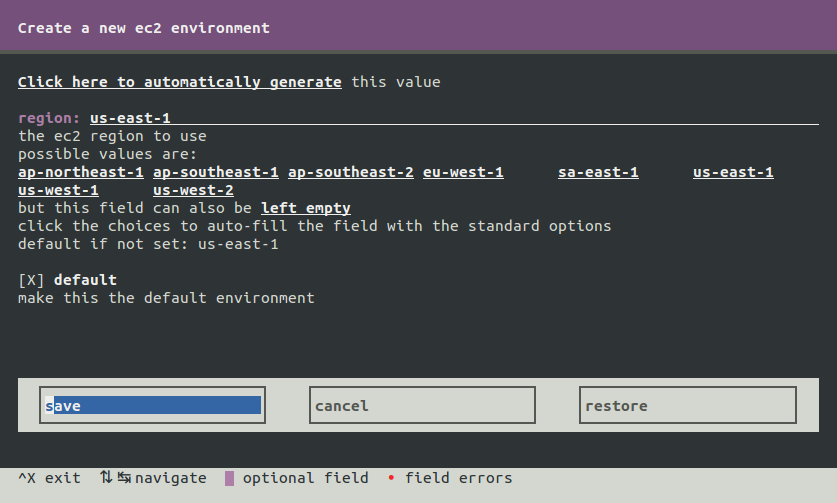 Create a new ec2 environment
Click here to automatically generate this value
region: us-east-1
the ec2 region to use
possible values are:
ap-northeast-1 ap-southeast-1 ap-southeast-2 eu-west-1 sa-east-1 us-east-1
us-west-1 us-west-2
but this field can also be left empty
click the choices to auto-fill the field with the standard options
default if not set: us-east-1
[X] default
make this the default environment
save cancel restore
^X exit ⇅ ↹ navigate optional field • field errors